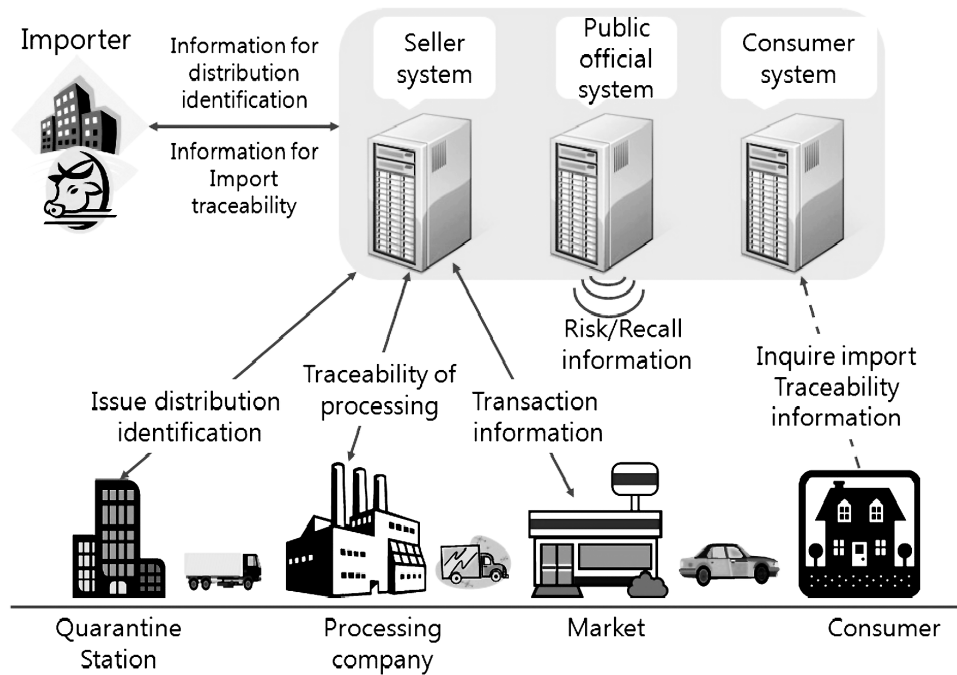 Importer
Information for
distribution
identification
Information for
Import
traceability
Seller
system
Public
official
system
Consumer
system
Risk/Recall
information
Issue distribution
identification
Traceability of
processing
Transaction
information
Inquire import
Traceability
information
Quarantine
Station
Processing
company
Market
Consumer